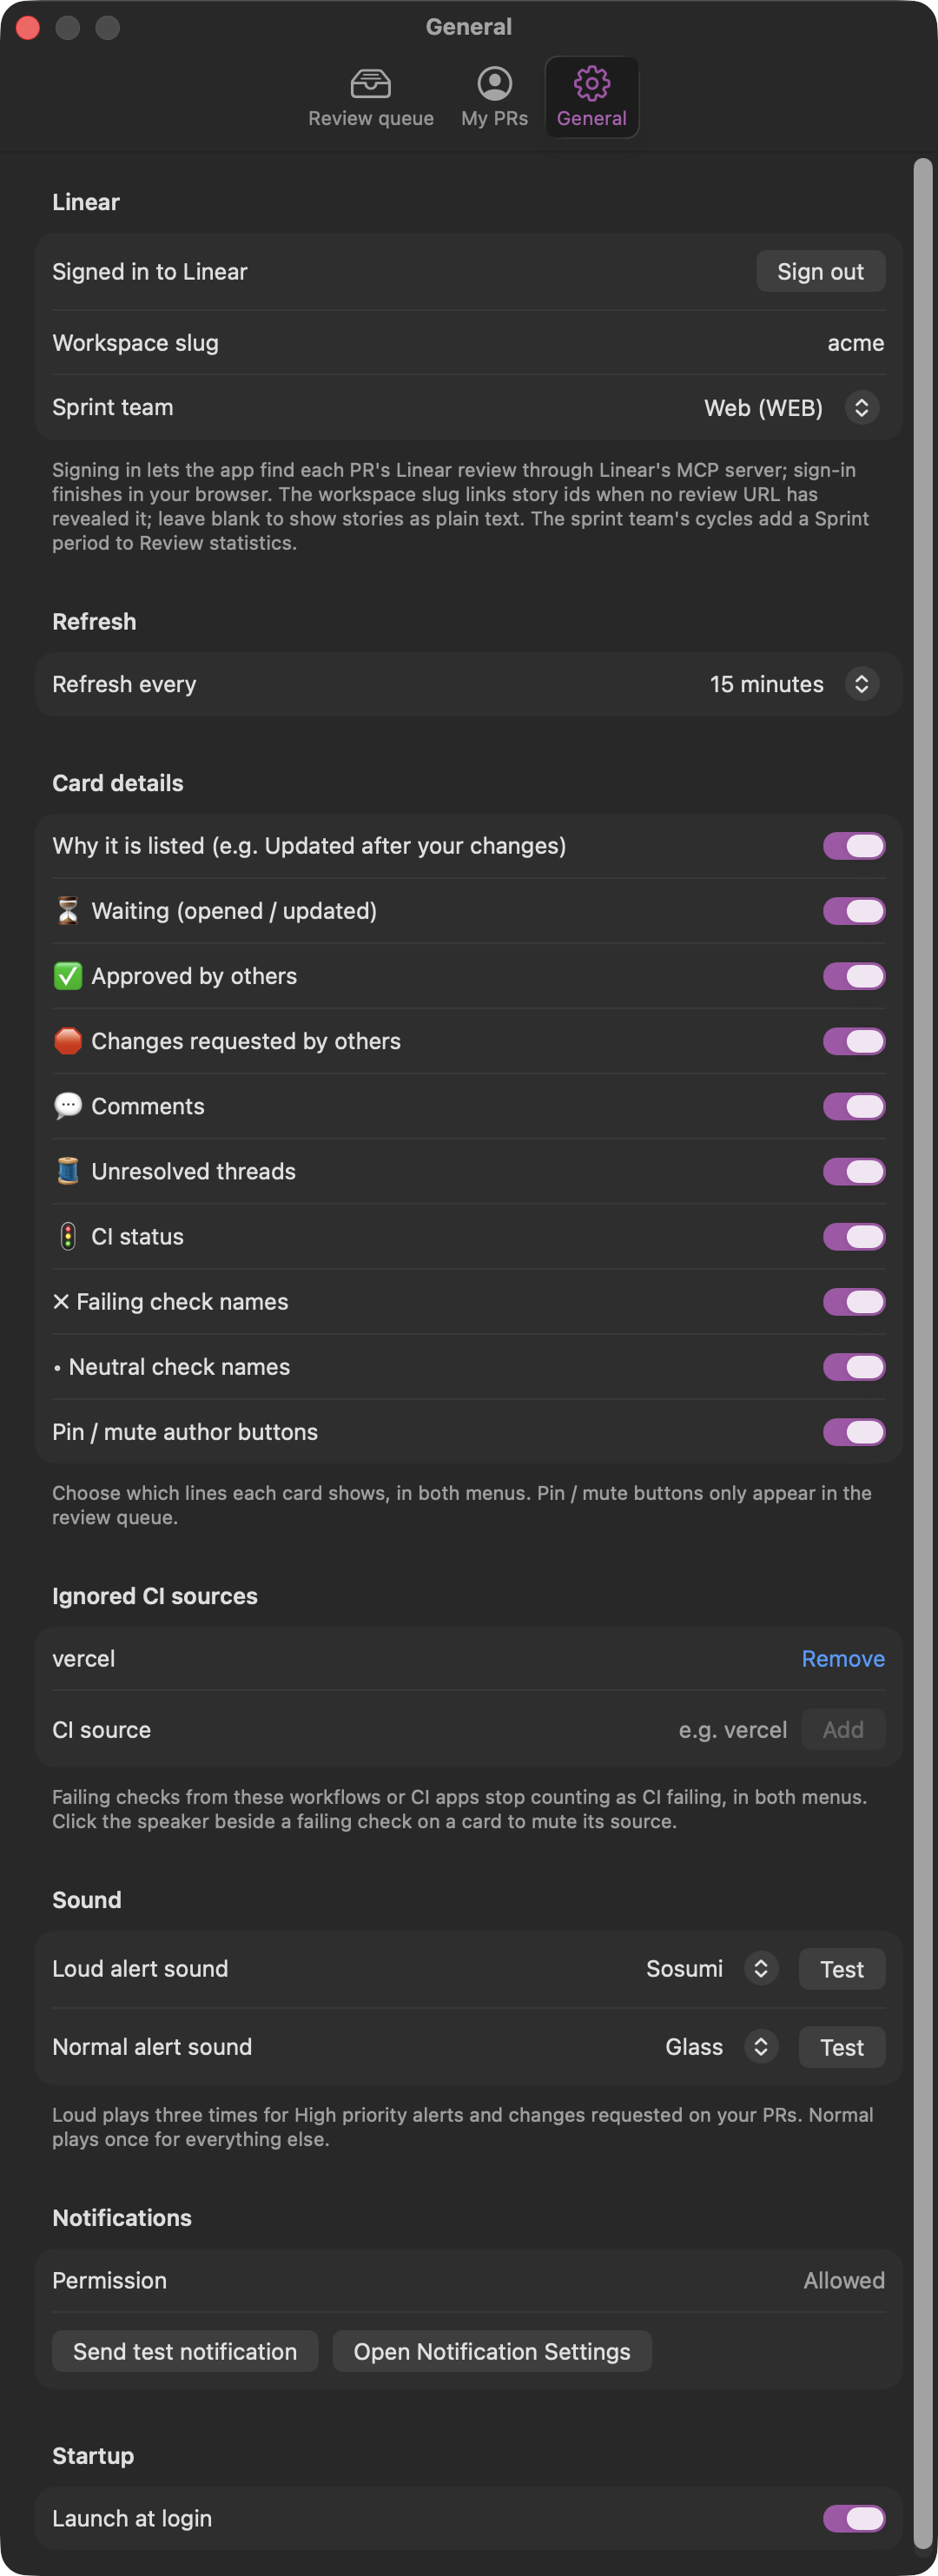 General
Review queue
My PRs
General
Linear
Signed in to Linear
Sign out
Workspace slug
acme
Sprint team
Web (WEB)
Signing in lets the app find each PR's Linear review through Linear's MCP server; sign-in
finishes in your browser. The workspace slug links story ids when no review URL has
revealed it; leave blank to show stories as plain text. The sprint team's cycles add a Sprint
period to Review statistics.
Refresh
Refresh every
15 minutes
Card details
Why it is listed (e.g. Updated after your changes)
⏳ Waiting (opened / updated)
✅ Approved by others
🛑 Changes requested by others
💬 Comments
🧵 Unresolved threads
🚦 CI status
✕ Failing check names
• Neutral check names
Pin / mute author buttons
Choose which lines each card shows, in both menus. Pin / mute buttons only appear in the
review queue.
Ignored CI sources
vercel
Remove
CI source
e.g. vercel
Add
Failing checks from these workflows or CI apps stop counting as CI failing, in both menus.
Click the speaker beside a failing check on a card to mute its source.
Sound
Loud alert sound
Sosumi
Test
Normal alert sound
Glass
Test
Loud plays three times for High priority alerts and changes requested on your PRs. Normal
plays once for everything else.
Notifications
Permission
Allowed
Send test notification
Open Notification Settings
Startup
Launch at login